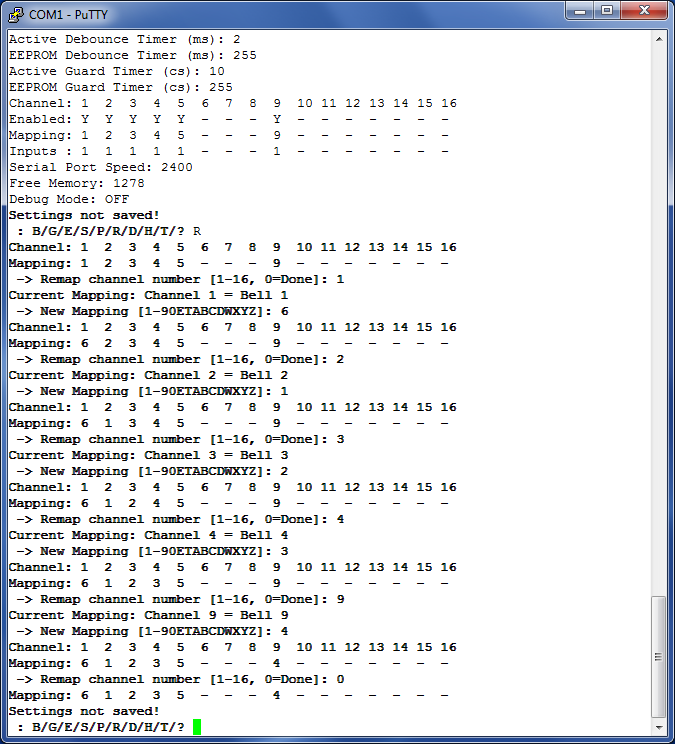 COM1 - PuTTY
Active Debounce Timer (ms): 2
EEPROM Debounce Timer (ms): 255
Active Guard Timer (cs): 10
EEPROM Guard Timer (cs): 255
Channel: 1  2  3  4  5  6  7  8  9  10 11 12 13 14 15 16
Enabled: Y  Y  Y  Y  Y  -  -  -  Y  -  -  -  -  -  -  -
Mapping: 1  2  3  4  5  -  -  -  9  -  -  -  -  -  -  -
Inputs : 1  1  1  1  1  -  -  -  1  -  -  -  -  -  -  -
Serial Port Speed: 2400
Free Memory: 1278
Debug Mode: OFF
Settings not saved!
 : B/G/E/S/P/R/D/H/T/? R
Channel: 1  2  3  4  5  6  7  8  9  10 11 12 13 14 15 16
Mapping: 1  2  3  4  5  -  -  -  9  -  -  -  -  -  -  -
 -> Remap channel number [1-16, 0=Done]: 1
Current Mapping: Channel 1 = Bell 1
 -> New Mapping [1-90ETABCDWXYZ]: 6
Channel: 1  2  3  4  5  6  7  8  9  10 11 12 13 14 15 16
Mapping: 6  2  3  4  5  -  -  -  9  -  -  -  -  -  -  -
 -> Remap channel number [1-16, 0=Done]: 2
Current Mapping: Channel 2 = Bell 2
 -> New Mapping [1-90ETABCDWXYZ]: 1
Channel: 1  2  3  4  5  6  7  8  9  10 11 12 13 14 15 16
Mapping: 6  1  3  4  5  -  -  -  9  -  -  -  -  -  -  -
 -> Remap channel number [1-16, 0=Done]: 3
Current Mapping: Channel 3 = Bell 3
 -> New Mapping [1-90ETABCDWXYZ]: 2
Channel: 1  2  3  4  5  6  7  8  9  10 11 12 13 14 15 16
Mapping: 6  1  2  4  5  -  -  -  9  -  -  -  -  -  -  -
 -> Remap channel number [1-16, 0=Done]: 4
Current Mapping: Channel 4 = Bell 4
 -> New Mapping [1-90ETABCDWXYZ]: 3
Channel: 1  2  3  4  5  6  7  8  9  10 11 12 13 14 15 16
Mapping: 6  1  2  3  5  -  -  -  9  -  -  -  -  -  -  -
 -> Remap channel number [1-16, 0=Done]: 9
Current Mapping: Channel 9 = Bell 9
 -> New Mapping [1-90ETABCDWXYZ]: 4
Channel: 1  2  3  4  5  6  7  8  9  10 11 12 13 14 15 16
Mapping: 6  1  2  3  5  -  -  -  4  -  -  -  -  -  -  -
 -> Remap channel number [1-16, 0=Done]: 0
Mapping: 6  1  2  3  5  -  -  -  4  -  -  -  -  -  -  -
Settings not saved!
 : B/G/E/S/P/R/D/H/T/?